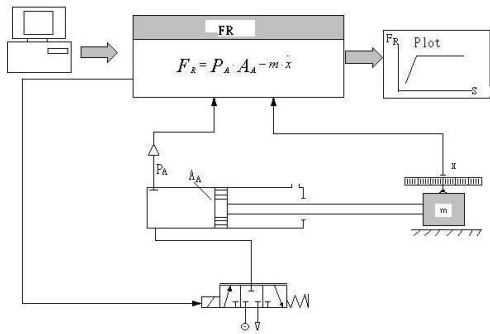 FR
F_R = P_A · A_A − m · ẍ
F_R Plot
S
P_A
A_A
x
m